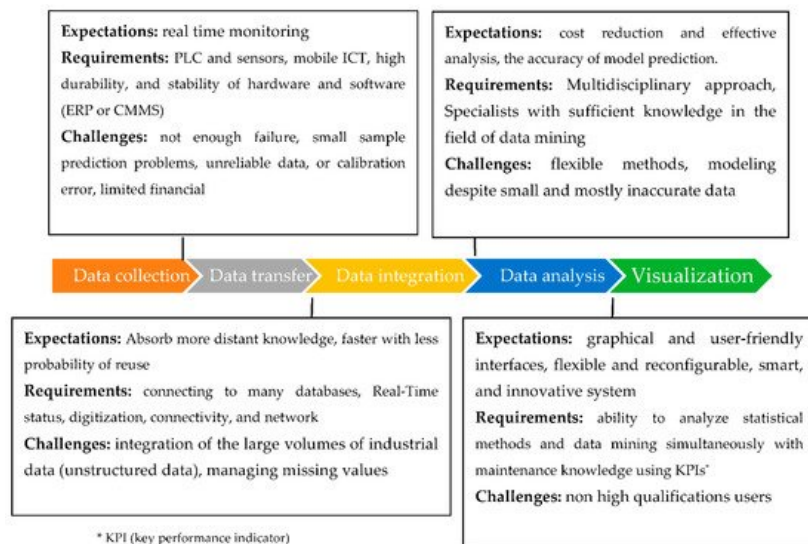 Expectations: real time monitoring
Requirements: PLC and sensors, mobile ICT, high
durability, and stability of hardware and software
(ERP or CMMS)
Challenges: not enough failure, small sample
prediction problems, unreliable data, or calibration
error, limited financial
Expectations: cost reduction and effective
analysis, the accuracy of model prediction.
Requirements: Multidisciplinary approach,
Specialists with sufficient knowledge in the
field of data mining
Challenges: flexible methods, modeling
despite small and mostly inaccurate data
Data collection
Data transfer
Data integration
Data analysis
Visualization
Expectations: Absorb more distant knowledge, faster with less
probability of reuse
Requirements: connecting to many databases, Real-Time
status, digitization, connectivity, and network
Challenges: integration of the large volumes of industrial
data (unstructured data), managing missing values
Expectations: graphical and user-friendly
interfaces, flexible and reconfigurable, smart,
and innovative system
Requirements: ability to analyze statistical
methods and data mining simultaneously with
maintenance knowledge using KPIs*
Challenges: non high qualifications users
* KPI (key performance indicator)